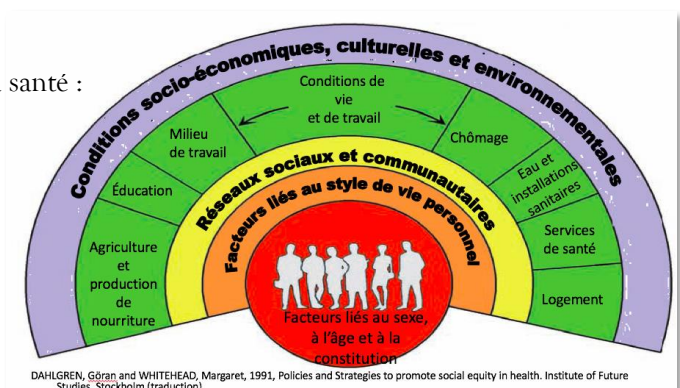 santé :
Conditions socio-économiques, culturelles et environnementales
Conditions de
vie
et de travail
Milieu
de travail
Chômage
Éducation
Eau et
installations
sanitaires
Agriculture
et
production
de
nourriture
Services
de santé
Logement
Réseaux sociaux et communautaires
Facteurs liés au style de vie personnel
Facteurs liés au sexe,
à l'âge et à la
constitution
DAHLGREN, Göran and WHITEHEAD, Margaret, 1991, Policies and Strategies to promote social equity in health. Institute of Future
Studies, Stockholm (traduction)